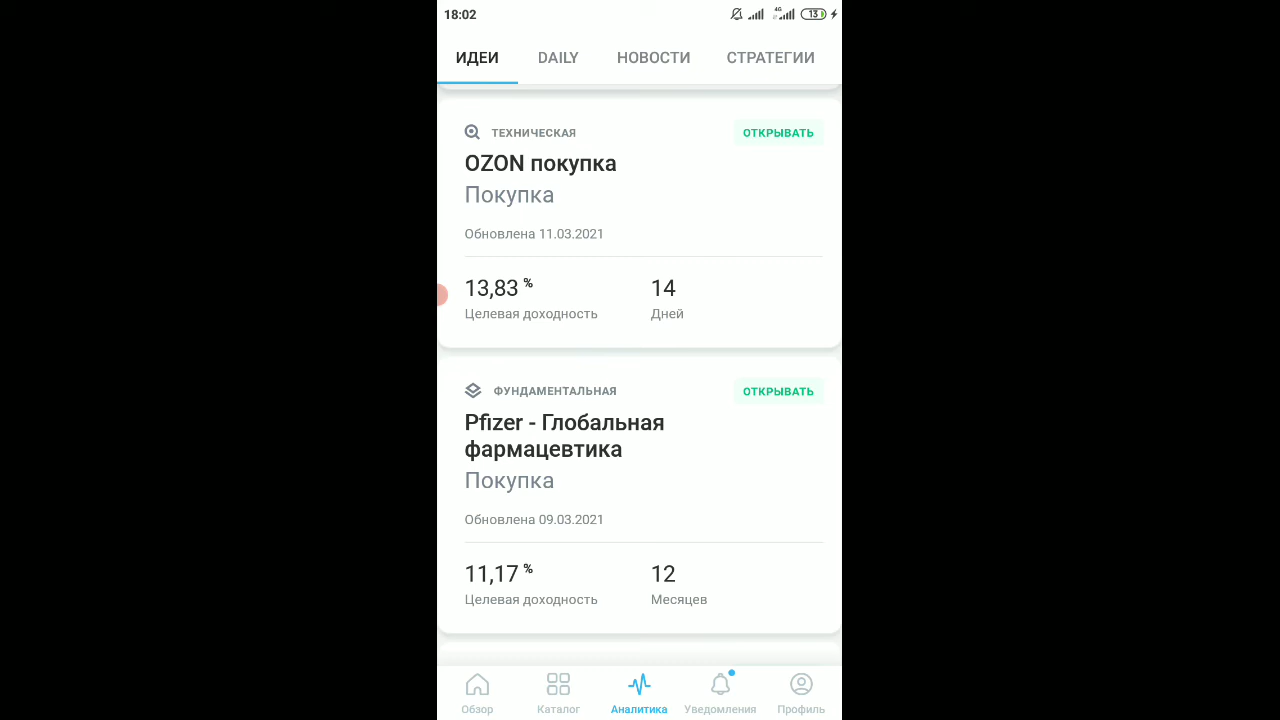 18:02
4G
13
ИДЕИ
DAILY
НОВОСТИ
СТРАТЕГИИ
ТЕХНИЧЕСКАЯ
ОТКРЫВАТЬ
OZON покупка
Покупка
Обновлена 11.03.2021
13,83 %
14
Целевая доходность
Дней
ФУНДАМЕНТАЛЬНАЯ
ОТКРЫВАТЬ
Pfizer - Глобальная
фармацевтика
Покупка
Обновлена 09.03.2021
11,17 %
12
Целевая доходность
Месяцев
Обзор
Каталог
Аналитика
Уведомления
Профиль